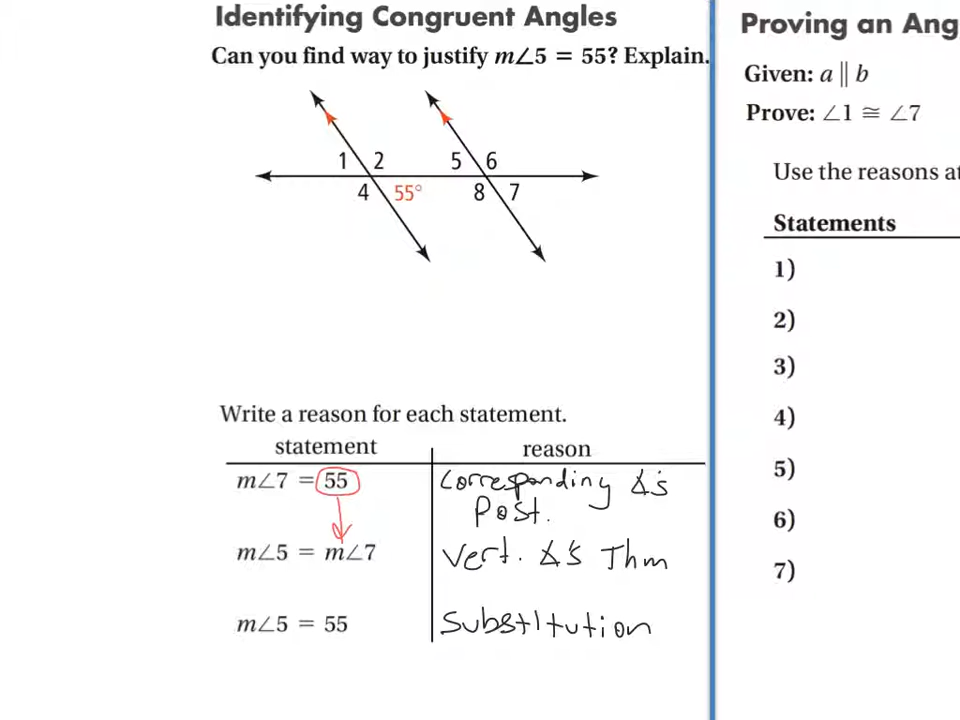 Identifying Congruent Angles
Can you find way to justify m∠5 = 55? Explain.
1 2 5 6
4 55° 8 7
Write a reason for each statement.
statement reason
m∠7 = 55 Corresponding ∡'s
Post.
m∠5 = m∠7 Vert. ∡'s Thm
m∠5 = 55 Substitution
Proving an Ang
Given: a || b
Prove: ∠1 ≅ ∠7
Use the reasons at
Statements
1)
2)
3)
4)
5)
6)
7)